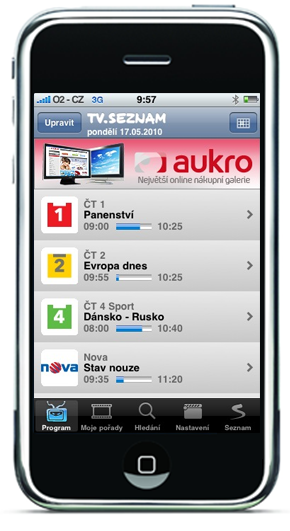 O2 - CZ 3G 9:57
Upravit
TV.SEZNAM
pondělí 17.05.2010
aukro
Největší online nákupní galerie
1
ČT 1
Panenství
09:00 10:25
2
ČT 2
Evropa dnes
09:55 10:25
4
ČT 4 Sport
Dánsko - Rusko
08:00 10:40
nova
Nova
Stav nouze
09:35 11:20
Program Moje pořady Hledání Nastavení Seznam